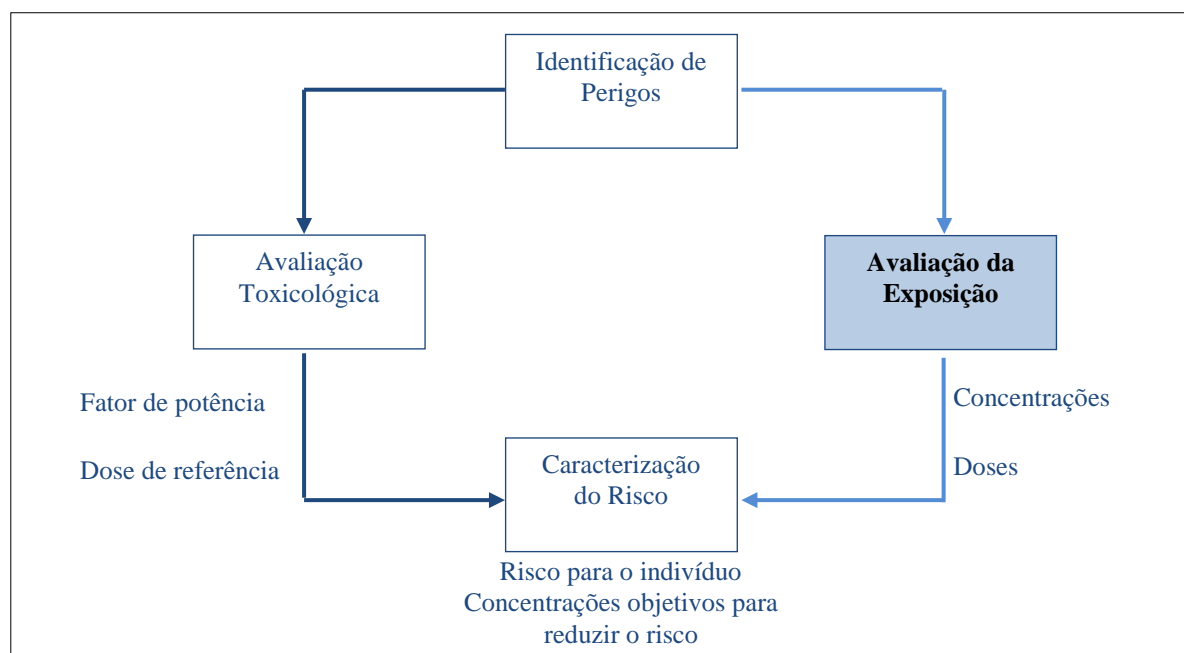 Identificação de
Perigos
Avaliação
Toxicológica
Avaliação da
Exposição
Fator de potência
Dose de referência
Concentrações
Doses
Caracterização
do Risco
Risco para o indivíduo
Concentrações objetivos para
reduzir o risco